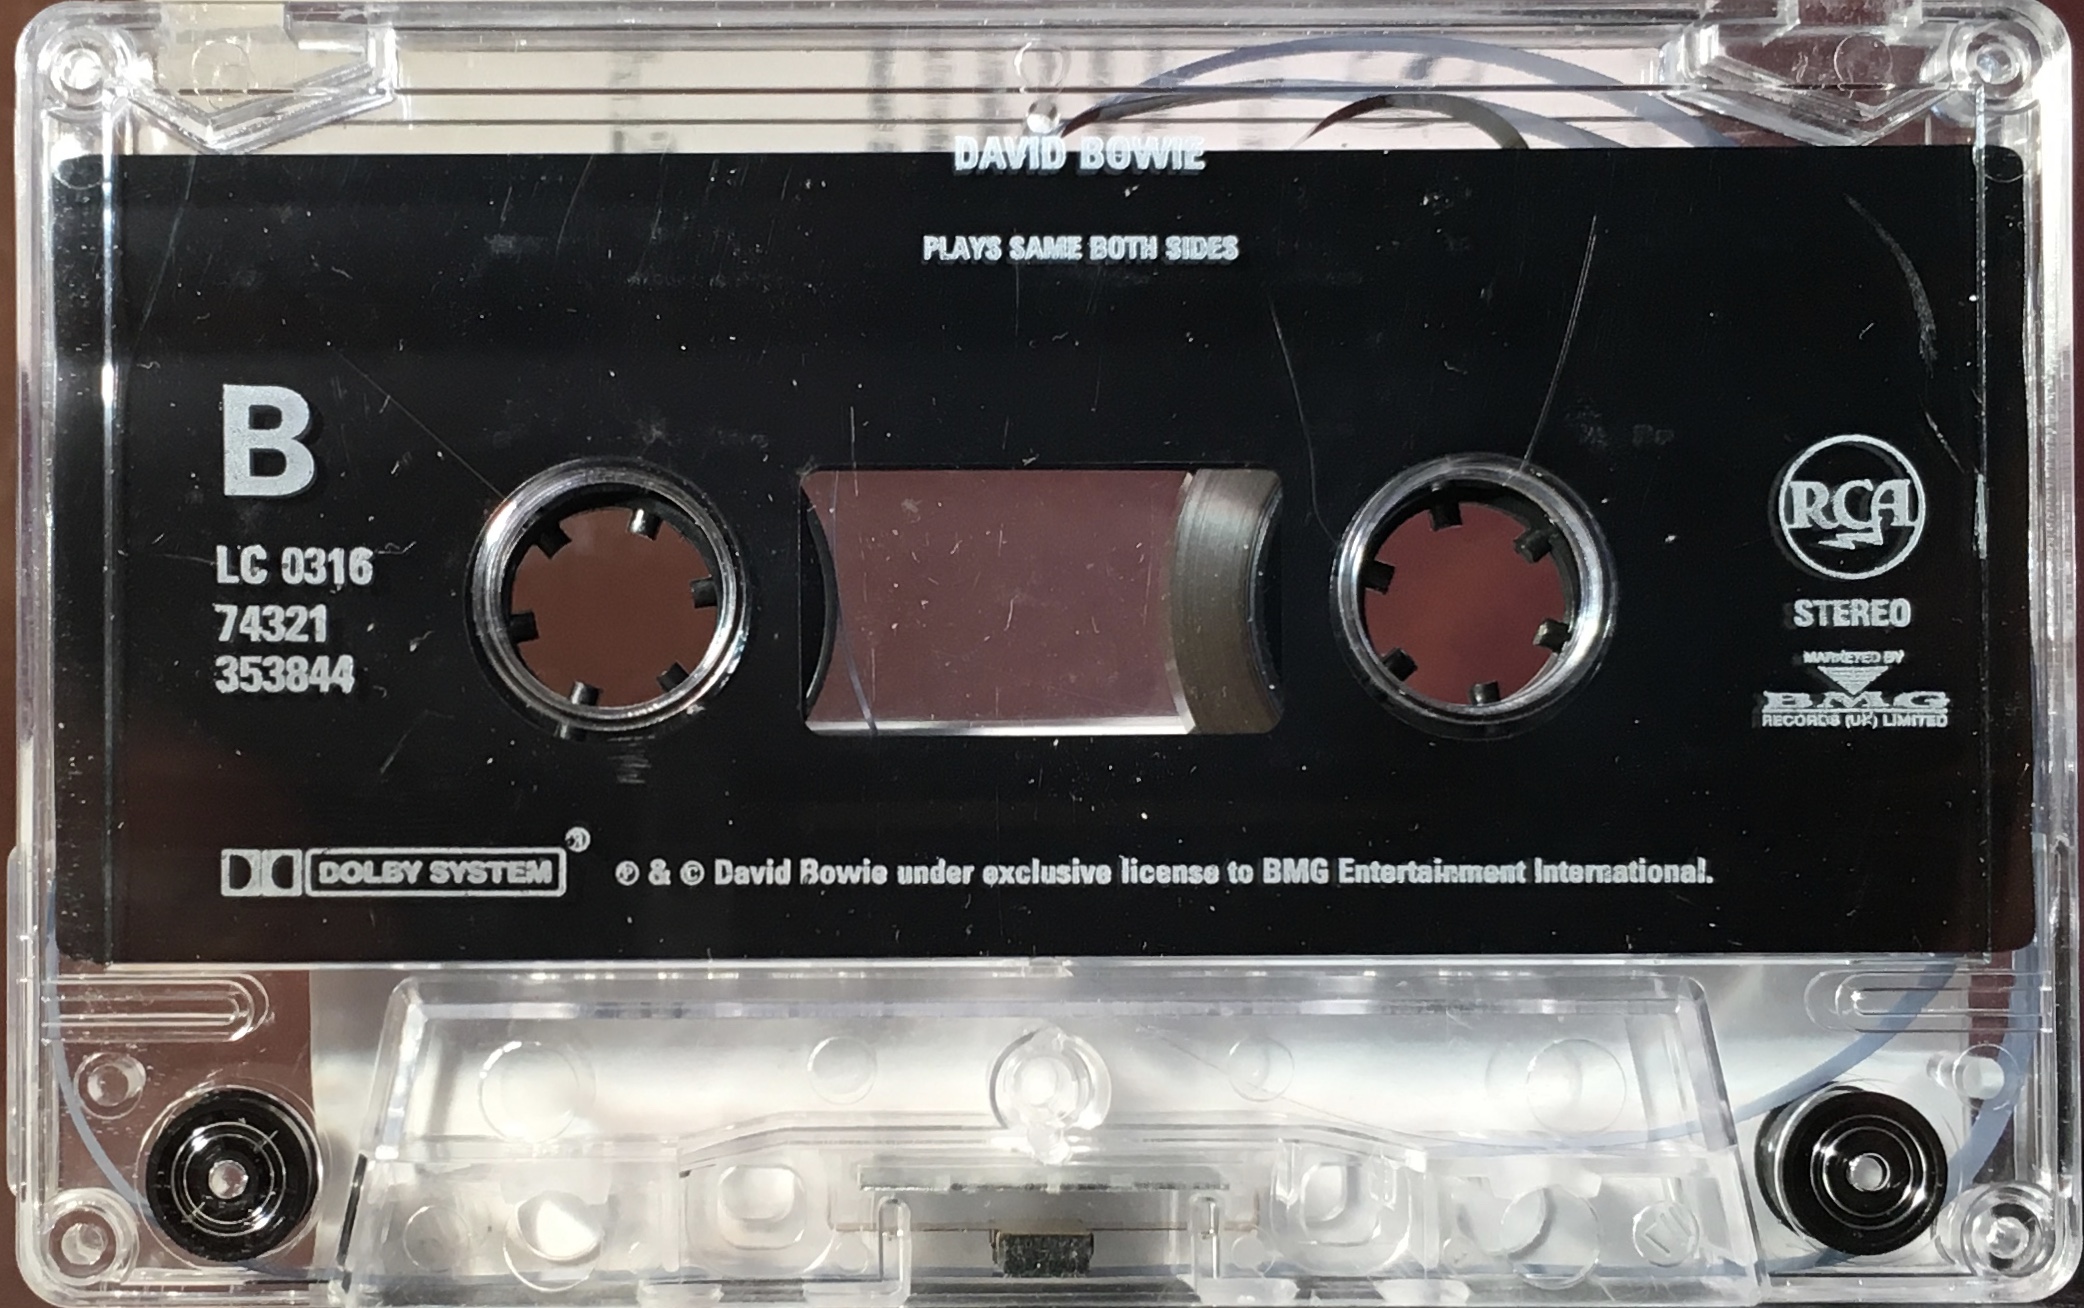 DAVID BOWIE
PLAYS SAME BOTH SIDES
B
LC 0316
74321
353844
RCA
STEREO
MARKETED BY
BMG
RECORDS (UK) LIMITED
DOLBY SYSTEM®
℗ & © David Bowie under exclusive license to BMG Entertainment International.